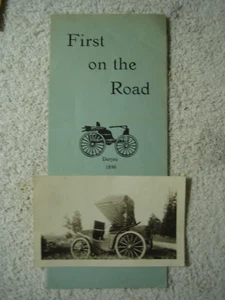 First
on the
Road
Duryea
1896